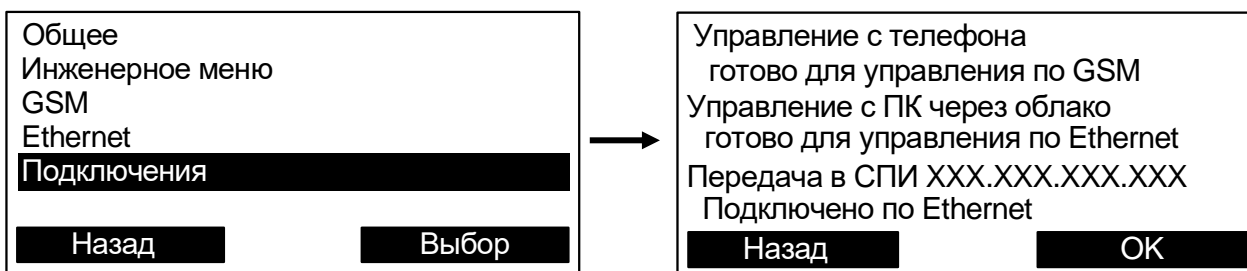 Общее
Инженерное меню
GSM
Ethernet
Подключения
Назад Выбор
Управление с телефона
готово для управления по GSM
Управление с ПК через облако
готово для управления по Ethernet
Передача в СПИ XXX.XXX.XXX.XXX
Подключено по Ethernet
Назад OK